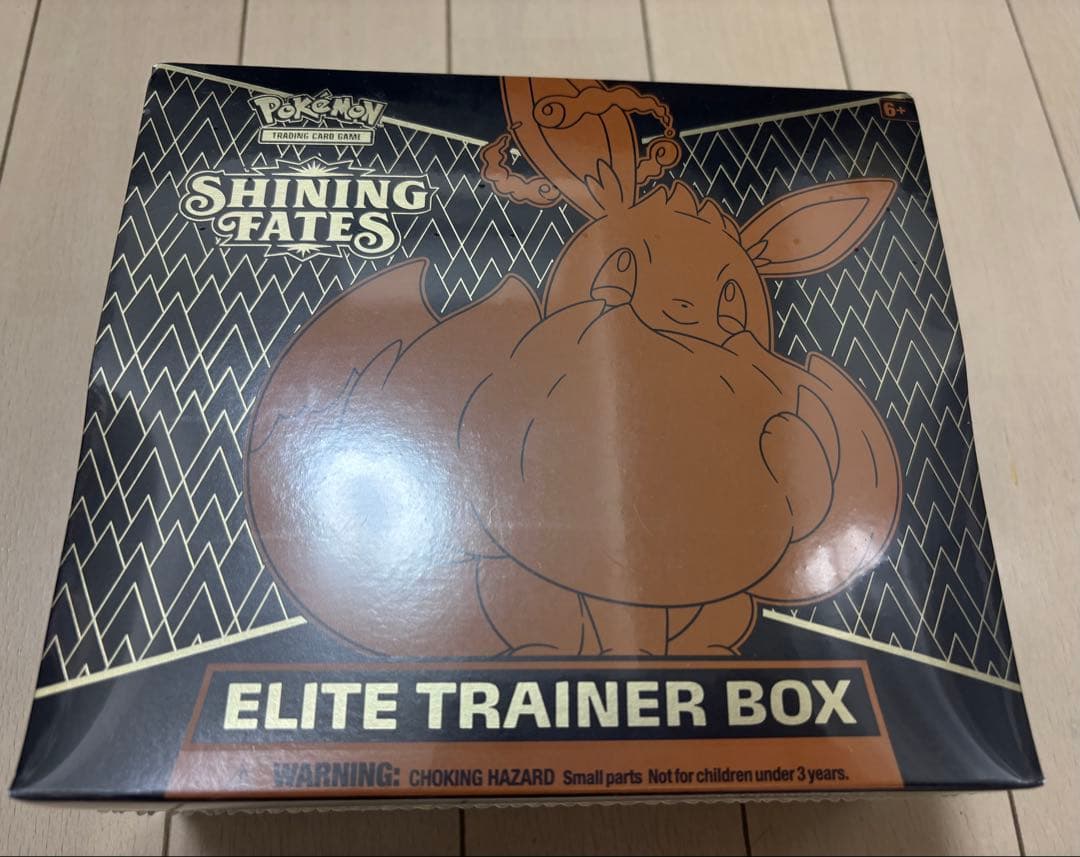 POKéMON
TRADING CARD GAME
SHINING
FATES
6+
ELITE TRAINER BOX
WARNING: CHOKING HAZARD Small parts Not for children under 3 years.